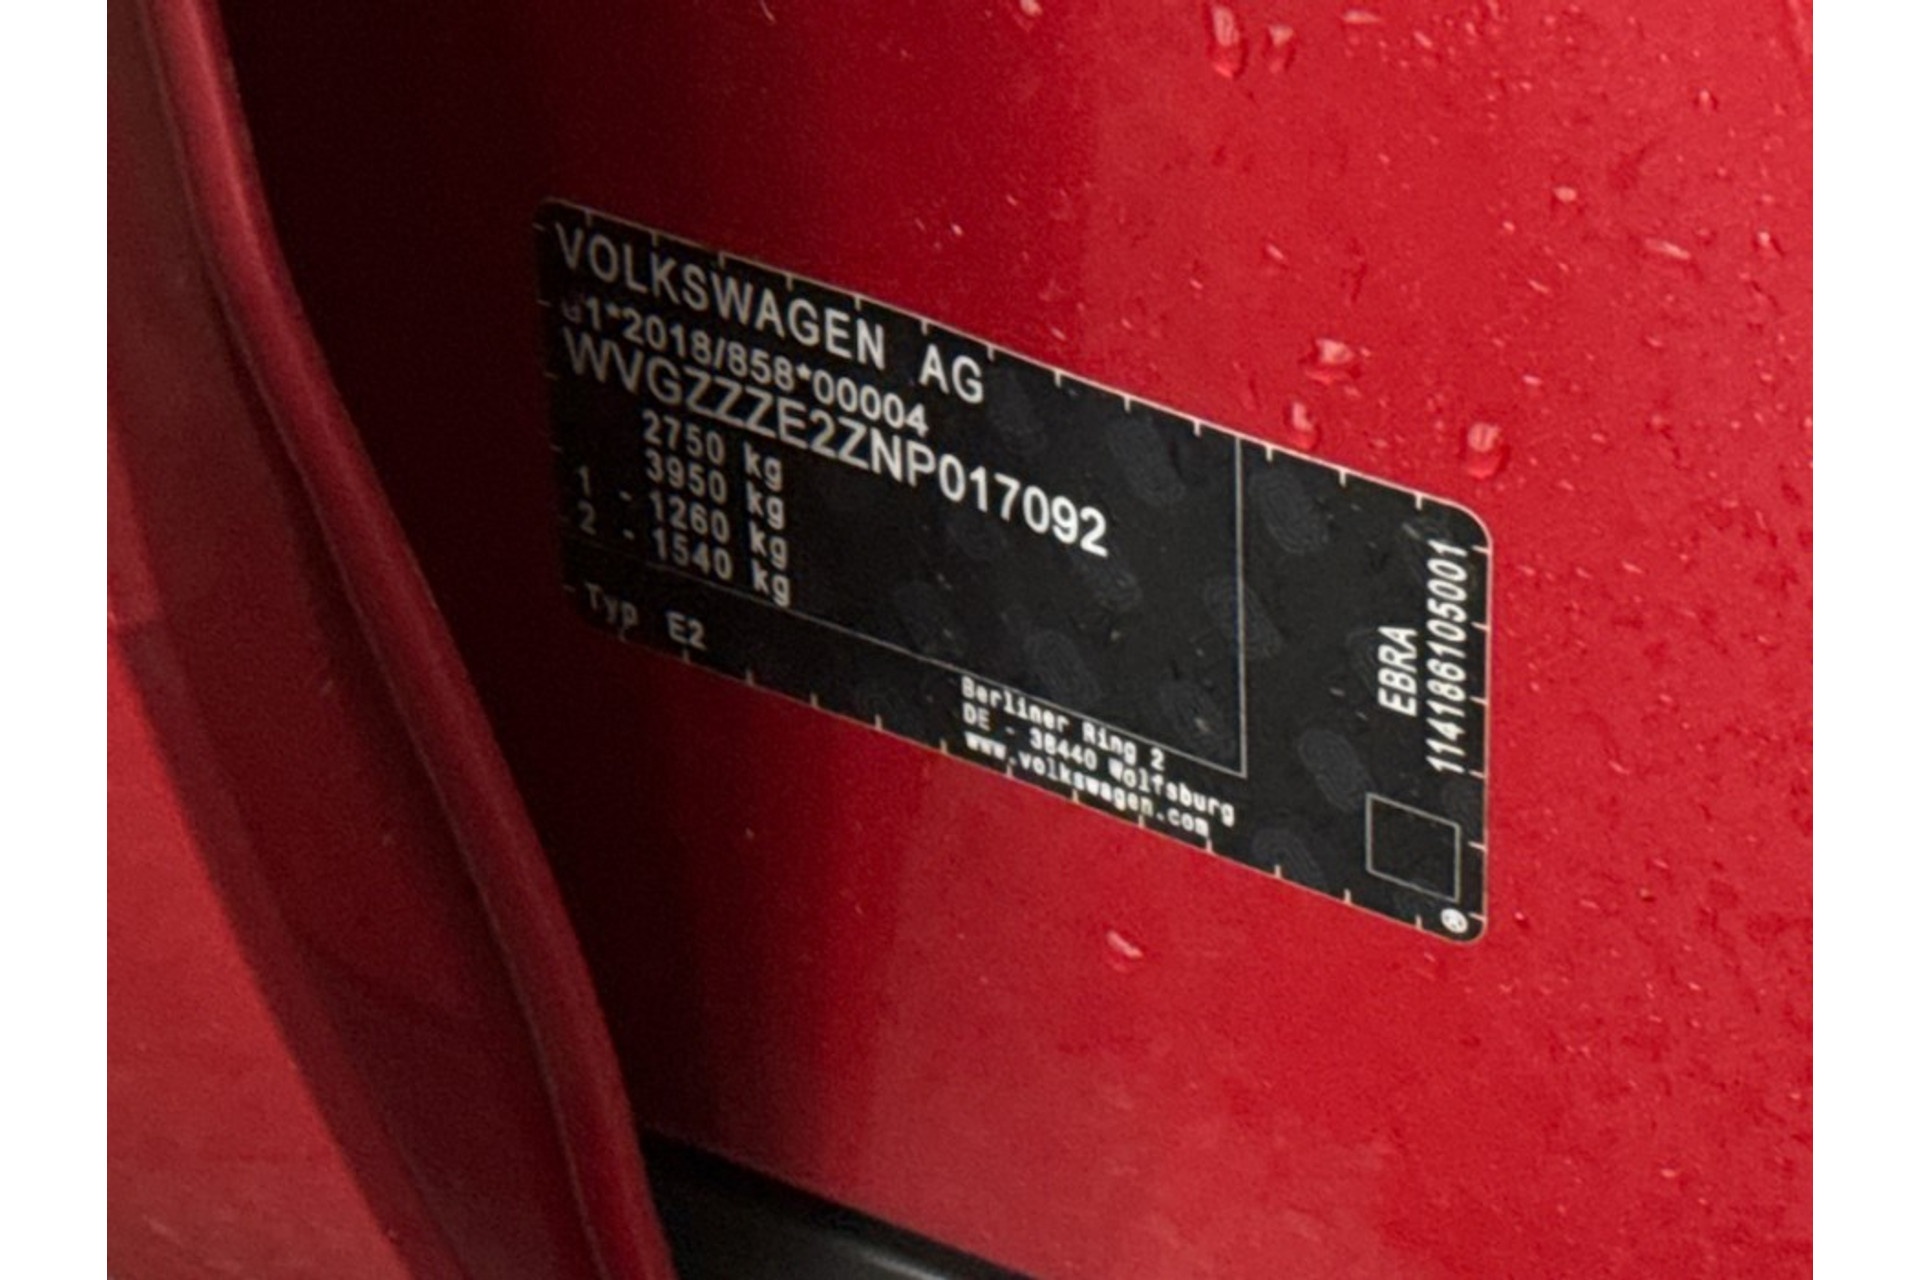 VOLKSWAGEN AG
e1*2018/858*00004
WVGZZZE2ZNP017092
2750 kg
3950 kg
1 - 1260 kg
2 - 1540 kg
Typ E2
Berliner Ring 2
DE - 38440 Wolfsburg
www.volkswagen.com
EBRA
114186105001
®